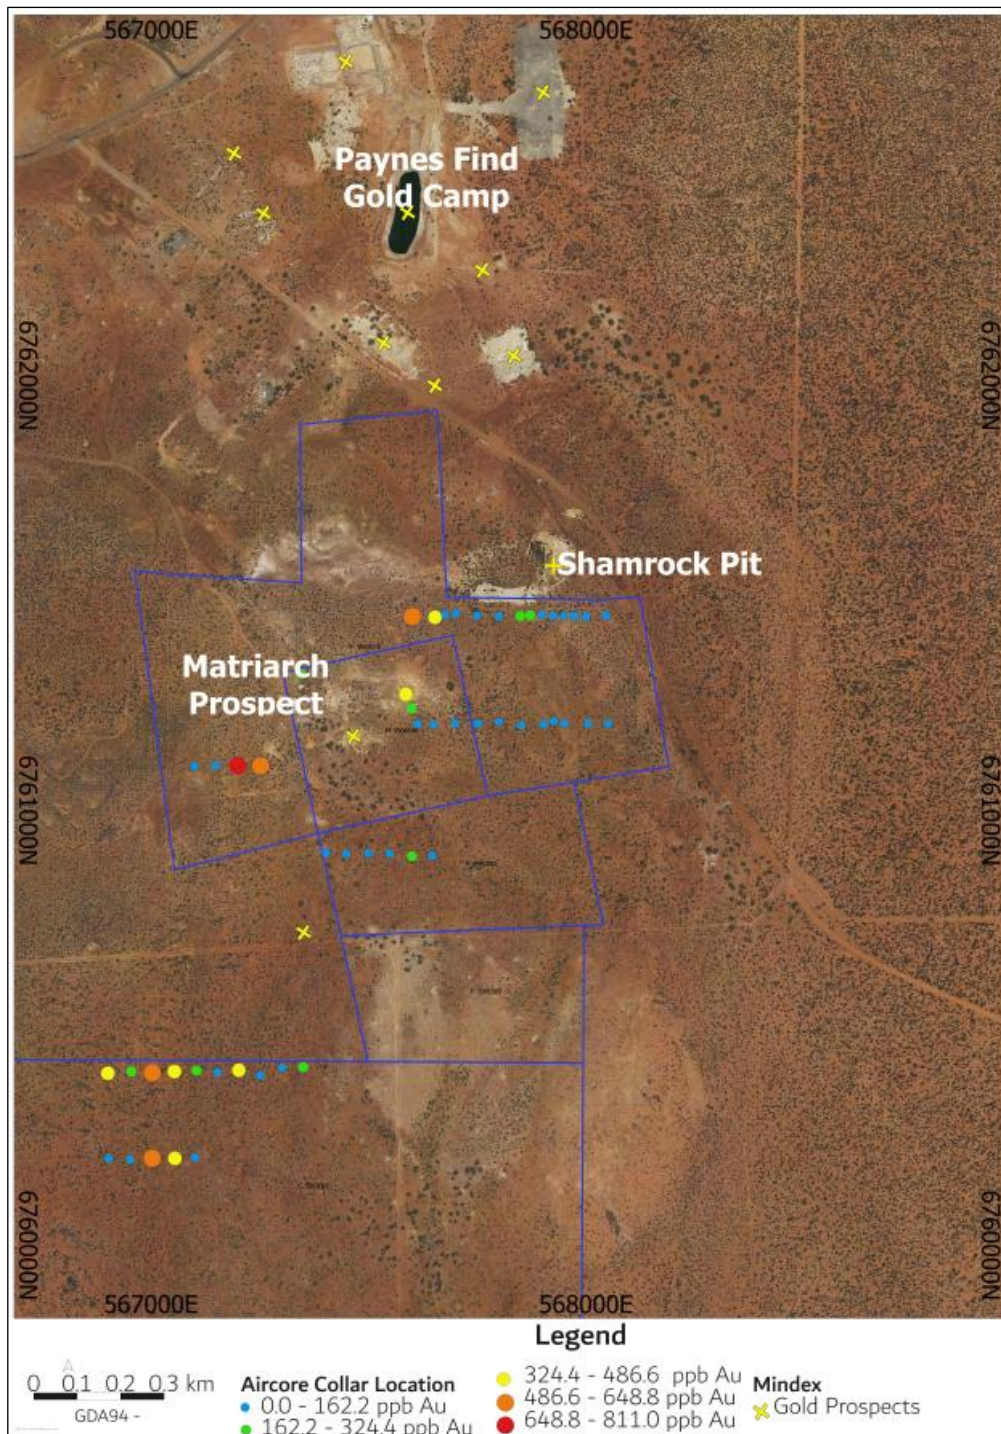 567000E
568000E
Paynes Find
Gold Camp
6762000N
6762000N
Shamrock Pit
Matriarch
Prospect
6761000N
6761000N
6760000N
6760000N
567000E
568000E
Legend
0 0.1 0.2 0.3 km
GDA94 -
Aircore Collar Location
0.0 - 162.2 ppb Au
162.2 - 324.4 ppb Au
324.4 - 486.6 ppb Au
486.6 - 648.8 ppb Au
648.8 - 811.0 ppb Au
Mindex
Gold Prospects